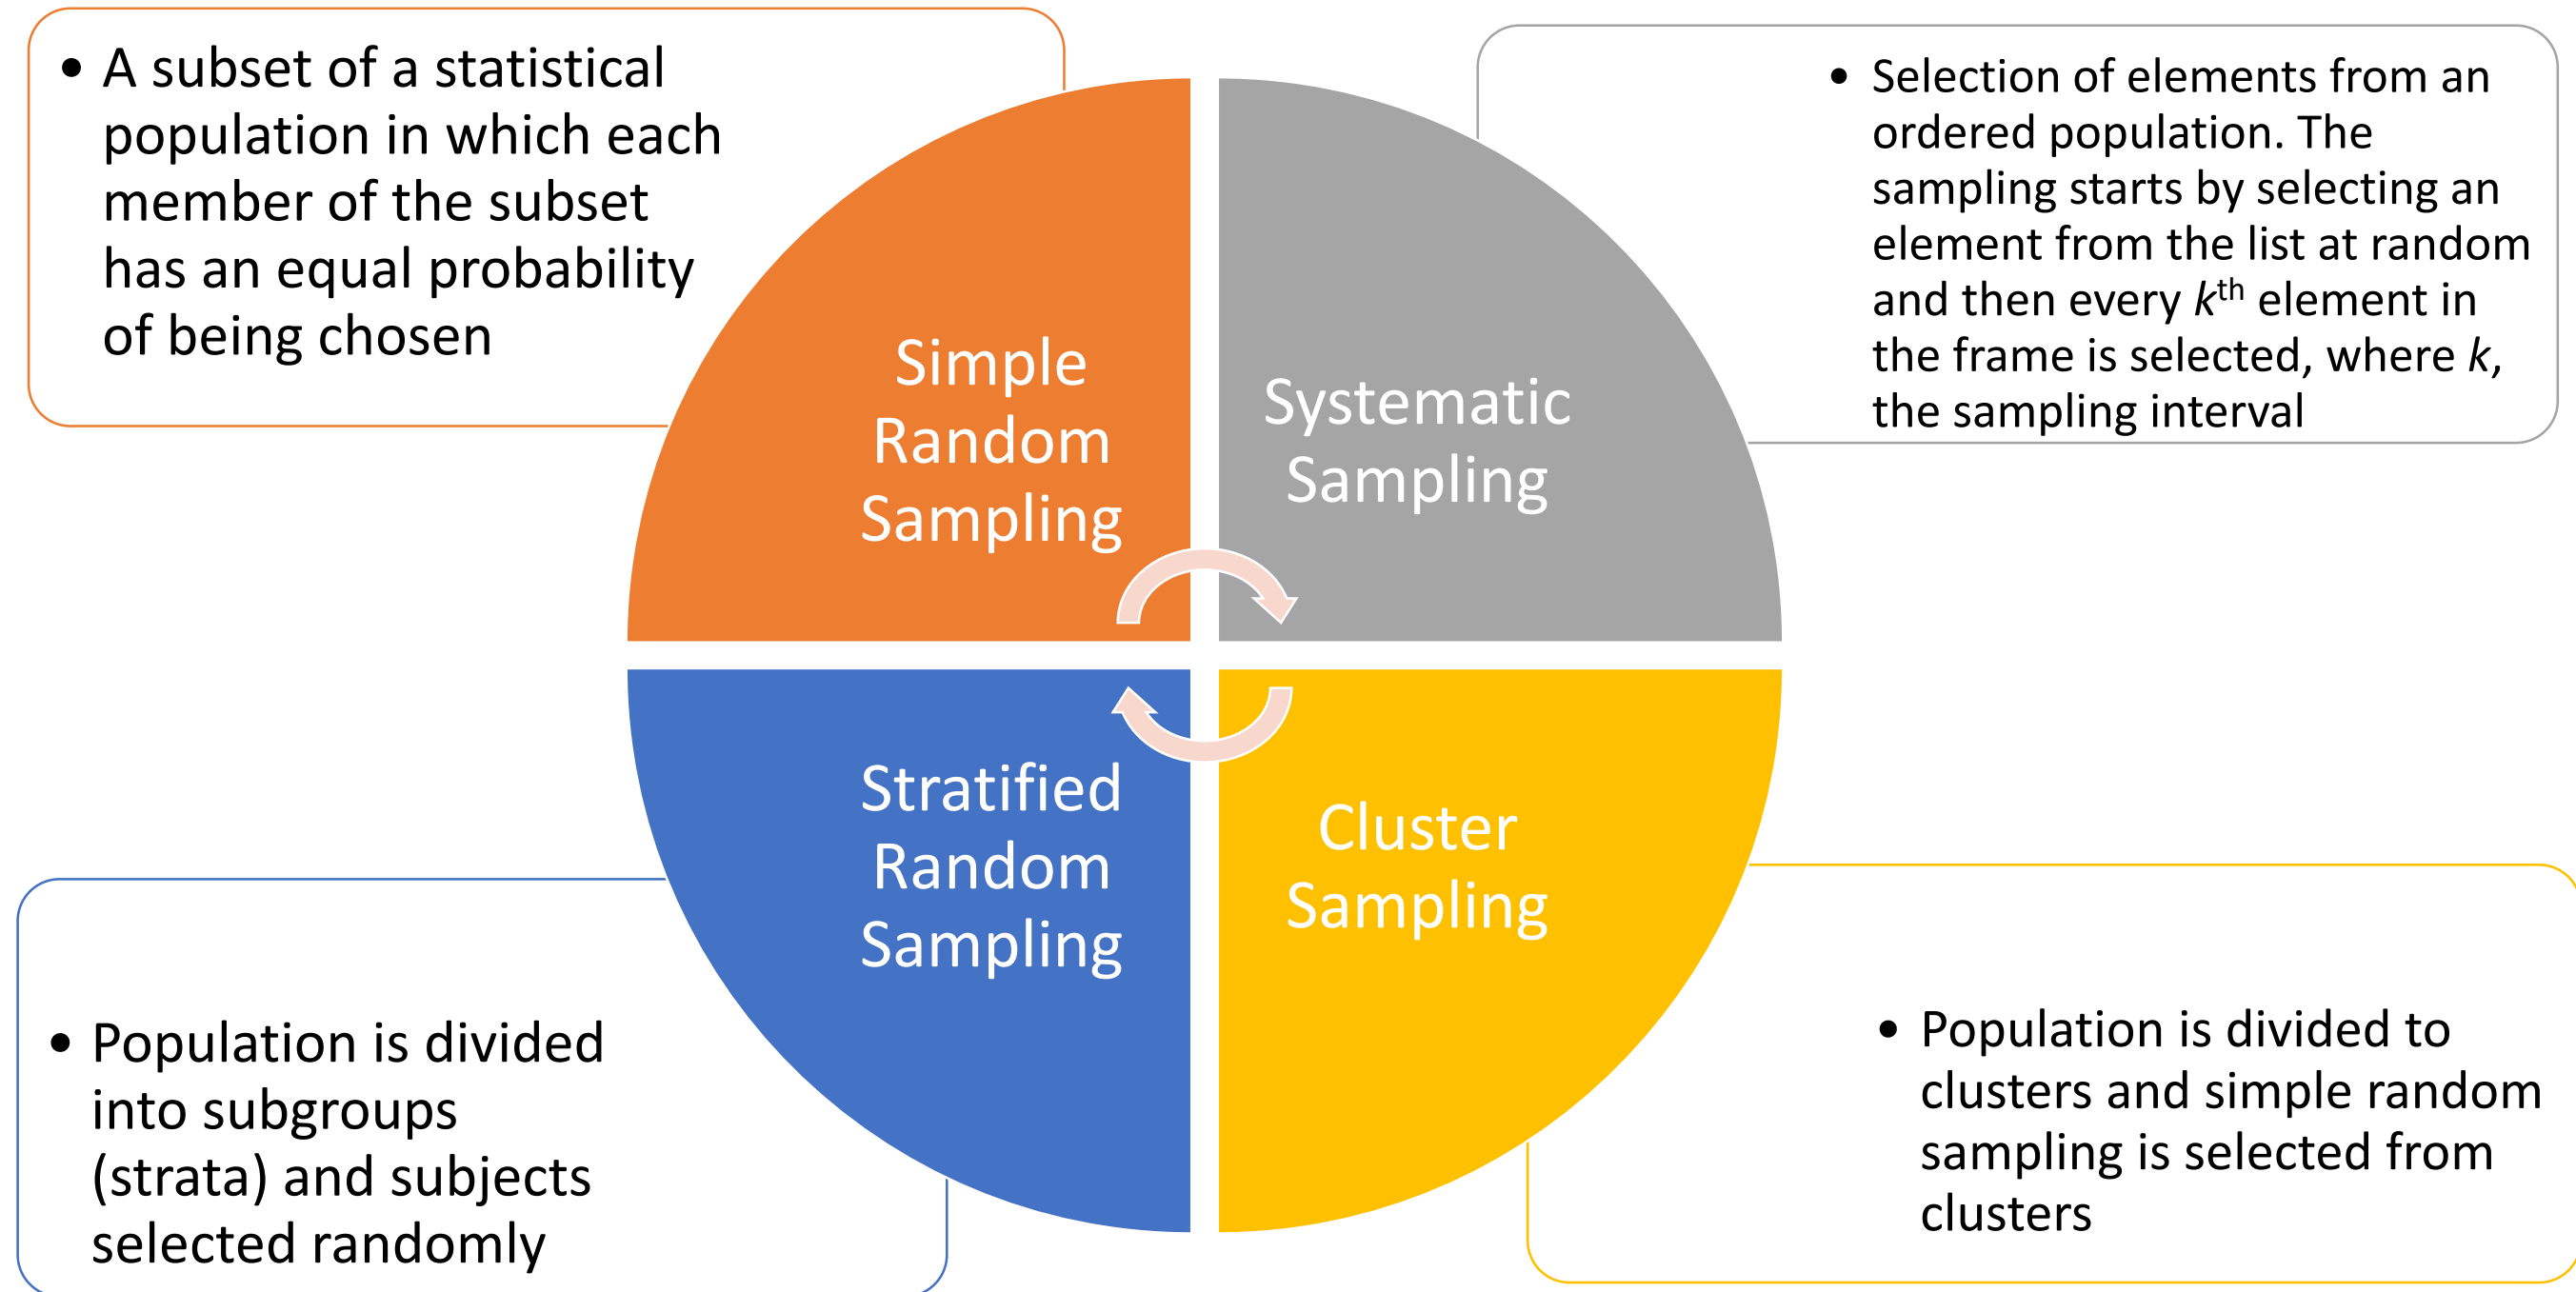 • A subset of a statistical
population in which each
member of the subset
has an equal probability
of being chosen
Simple
Random
Sampling
• Selection of elements from an
ordered population. The
sampling starts by selecting an
element from the list at random
and then every kth element in
the frame is selected, where k,
the sampling interval
Systematic
Sampling
Stratified
Random
Sampling
• Population is divided
into subgroups
(strata) and subjects
selected randomly
Cluster
Sampling
• Population is divided to
clusters and simple random
sampling is selected from
clusters